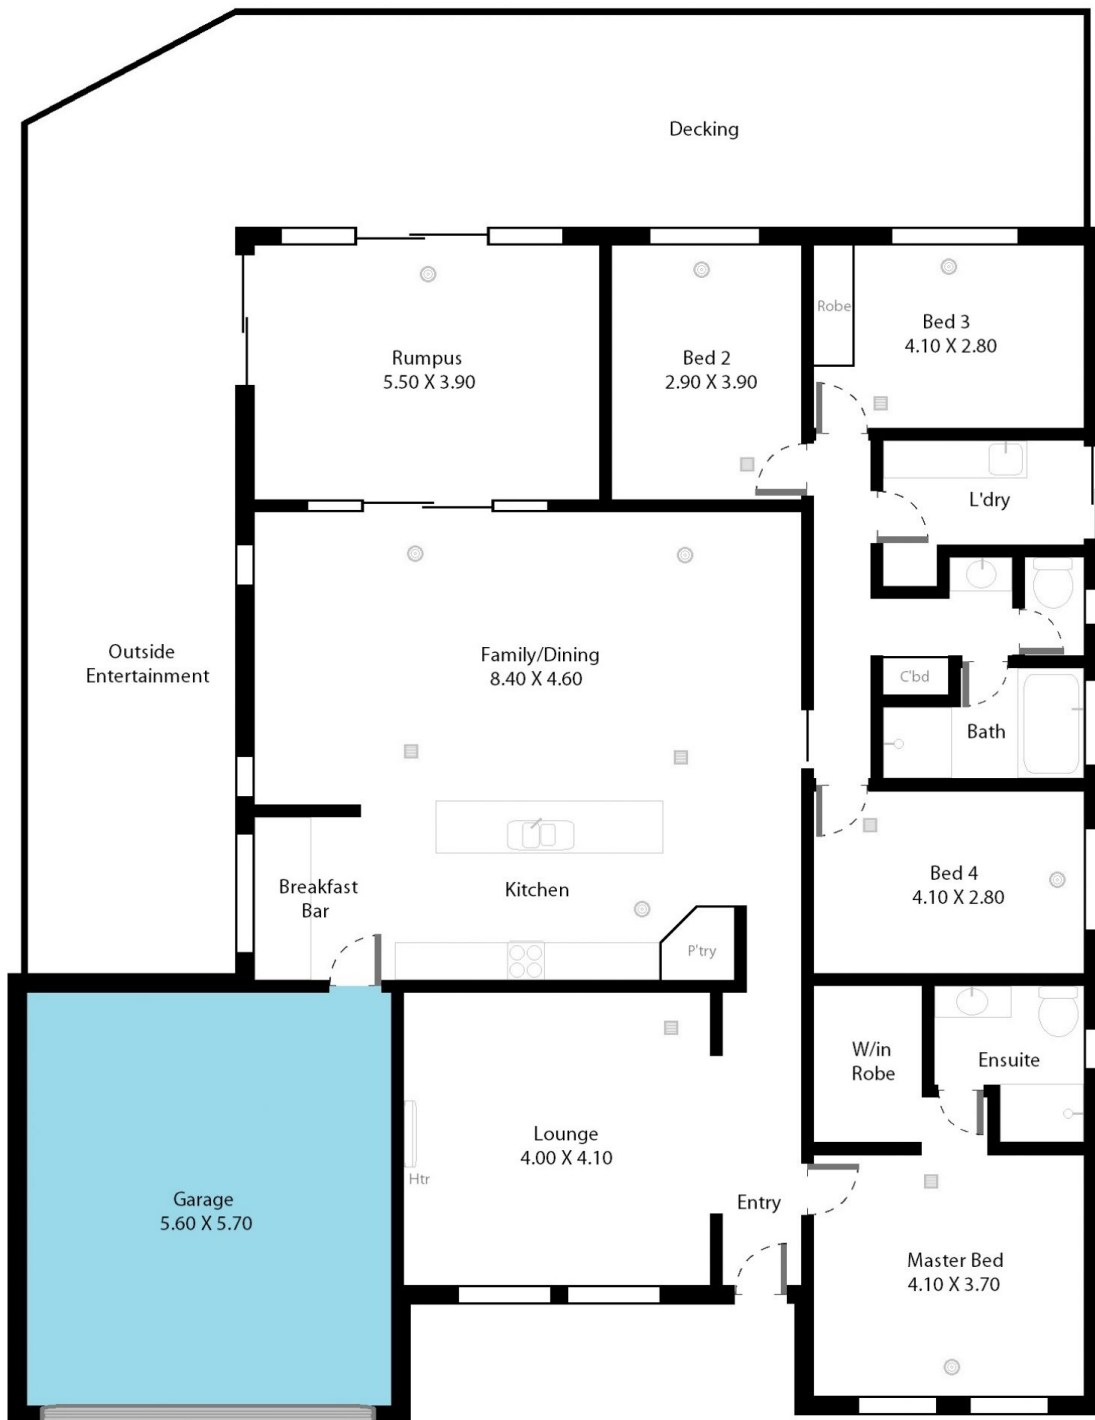 Decking
Robe
Bed 3
4.10 X 2.80
Rumpus
5.50 X 3.90
Bed 2
2.90 X 3.90
L'dry
Outside
Entertainment
Family/Dining
8.40 X 4.60
C'bd
Bath
Breakfast
Bar
Kitchen
P'try
Bed 4
4.10 X 2.80
W/in
Robe
Ensuite
Lounge
4.00 X 4.10
Htr
Garage
5.60 X 5.70
Entry
Master Bed
4.10 X 3.70